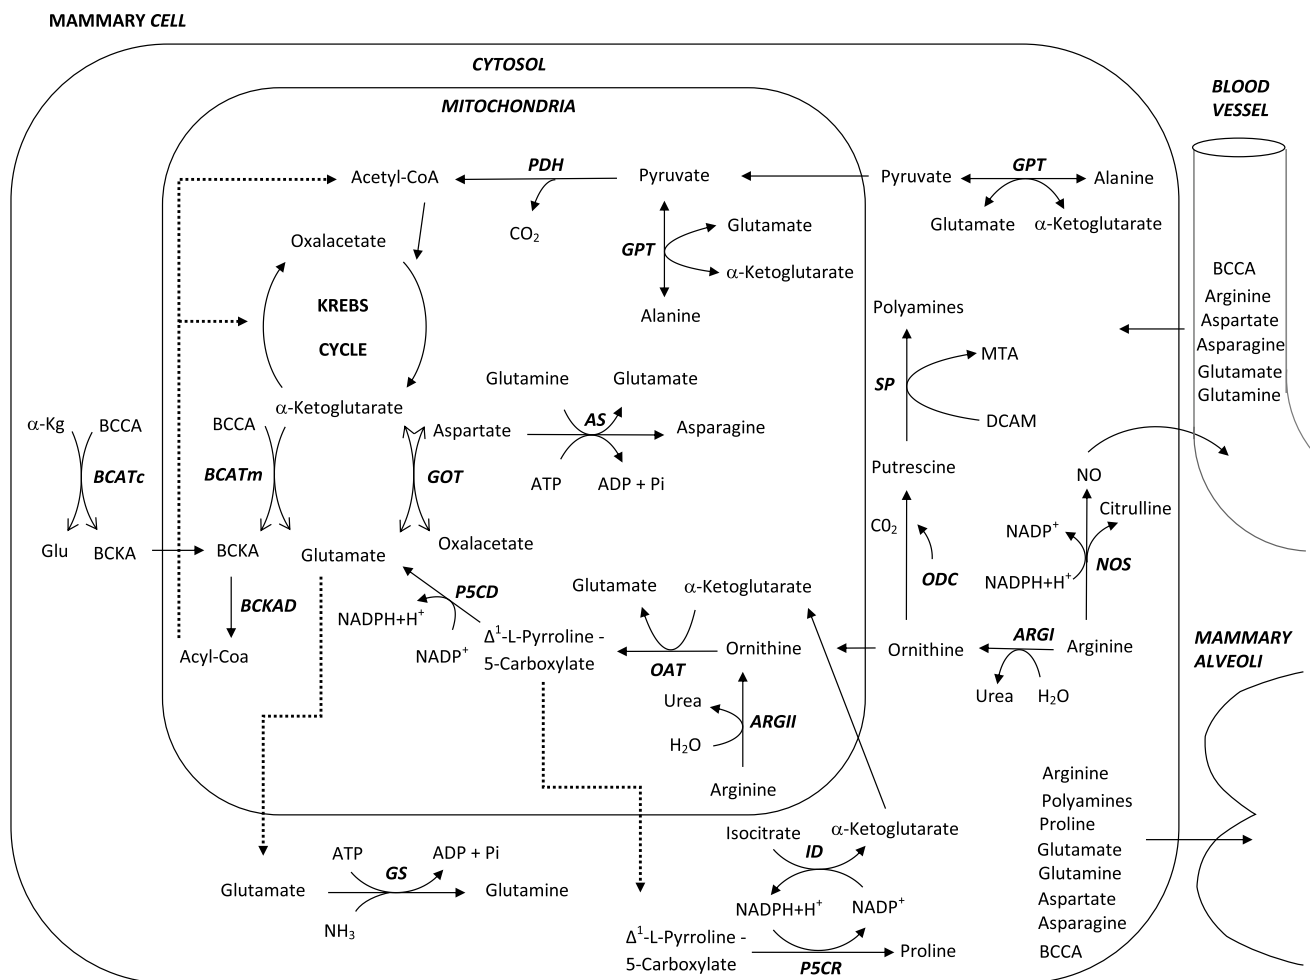 MAMMARY CELL
CYTOSOL
MITOCHONDRIA
BLOOD
VESSEL
Acetyl-CoA
PDH
CO2
Pyruvate
Pyruvate
GPT
Alanine
Glutamate
α-Ketoglutarate
Oxalacetate
GPT
Glutamate
α-Ketoglutarate
Alanine
KREBS
CYCLE
α-Ketoglutarate
BCCA
Arginine
Aspartate
Asparagine
Glutamate
Glutamine
Polyamines
SP
MTA
DCAM
Putrescine
Glutamine
Glutamate
Aspartate
AS
Asparagine
ATP
ADP + Pi
α-Kg
BCCA
BCATc
Glu
BCKA
BCCA
BCATm
BCKA
GOT
Glutamate
Oxalacetate
BCKAD
Acyl-Coa
P5CD
NADPH+H+
NADP+
Δ1-L-Pyrroline -
5-Carboxylate
Glutamate
α-Ketoglutarate
OAT
Ornithine
Urea
H2O
ARGII
Arginine
C02
ODC
Ornithine
ARGI
Arginine
Urea
H2O
NO
Citrulline
NADP+
NADPH+H+
NOS
MAMMARY
ALVEOLI
Arginine
Polyamines
Proline
Glutamate
Glutamine
Aspartate
Asparagine
BCCA
Glutamate
ATP
ADP + Pi
GS
NH3
Glutamine
Isocitrate
α-Ketoglutarate
ID
NADPH+H+
NADP+
Δ1-L-Pyrroline -
5-Carboxylate
P5CR
Proline